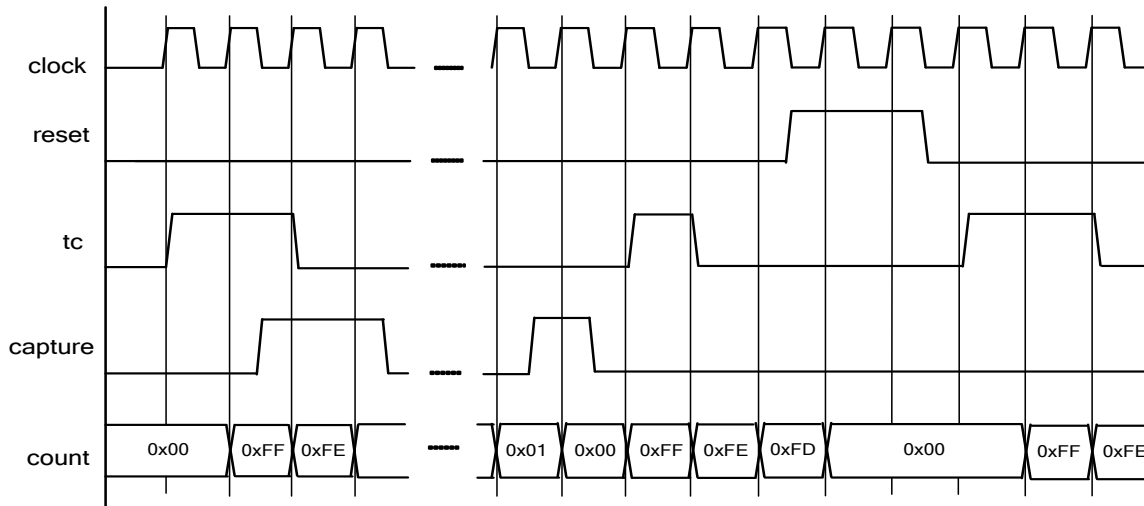 clock
reset
tc
capture
count
0x00
0xFF
0xFE
0x01
0x00
0xFF
0xFE
0xFD
0x00
0xFF
0xFE